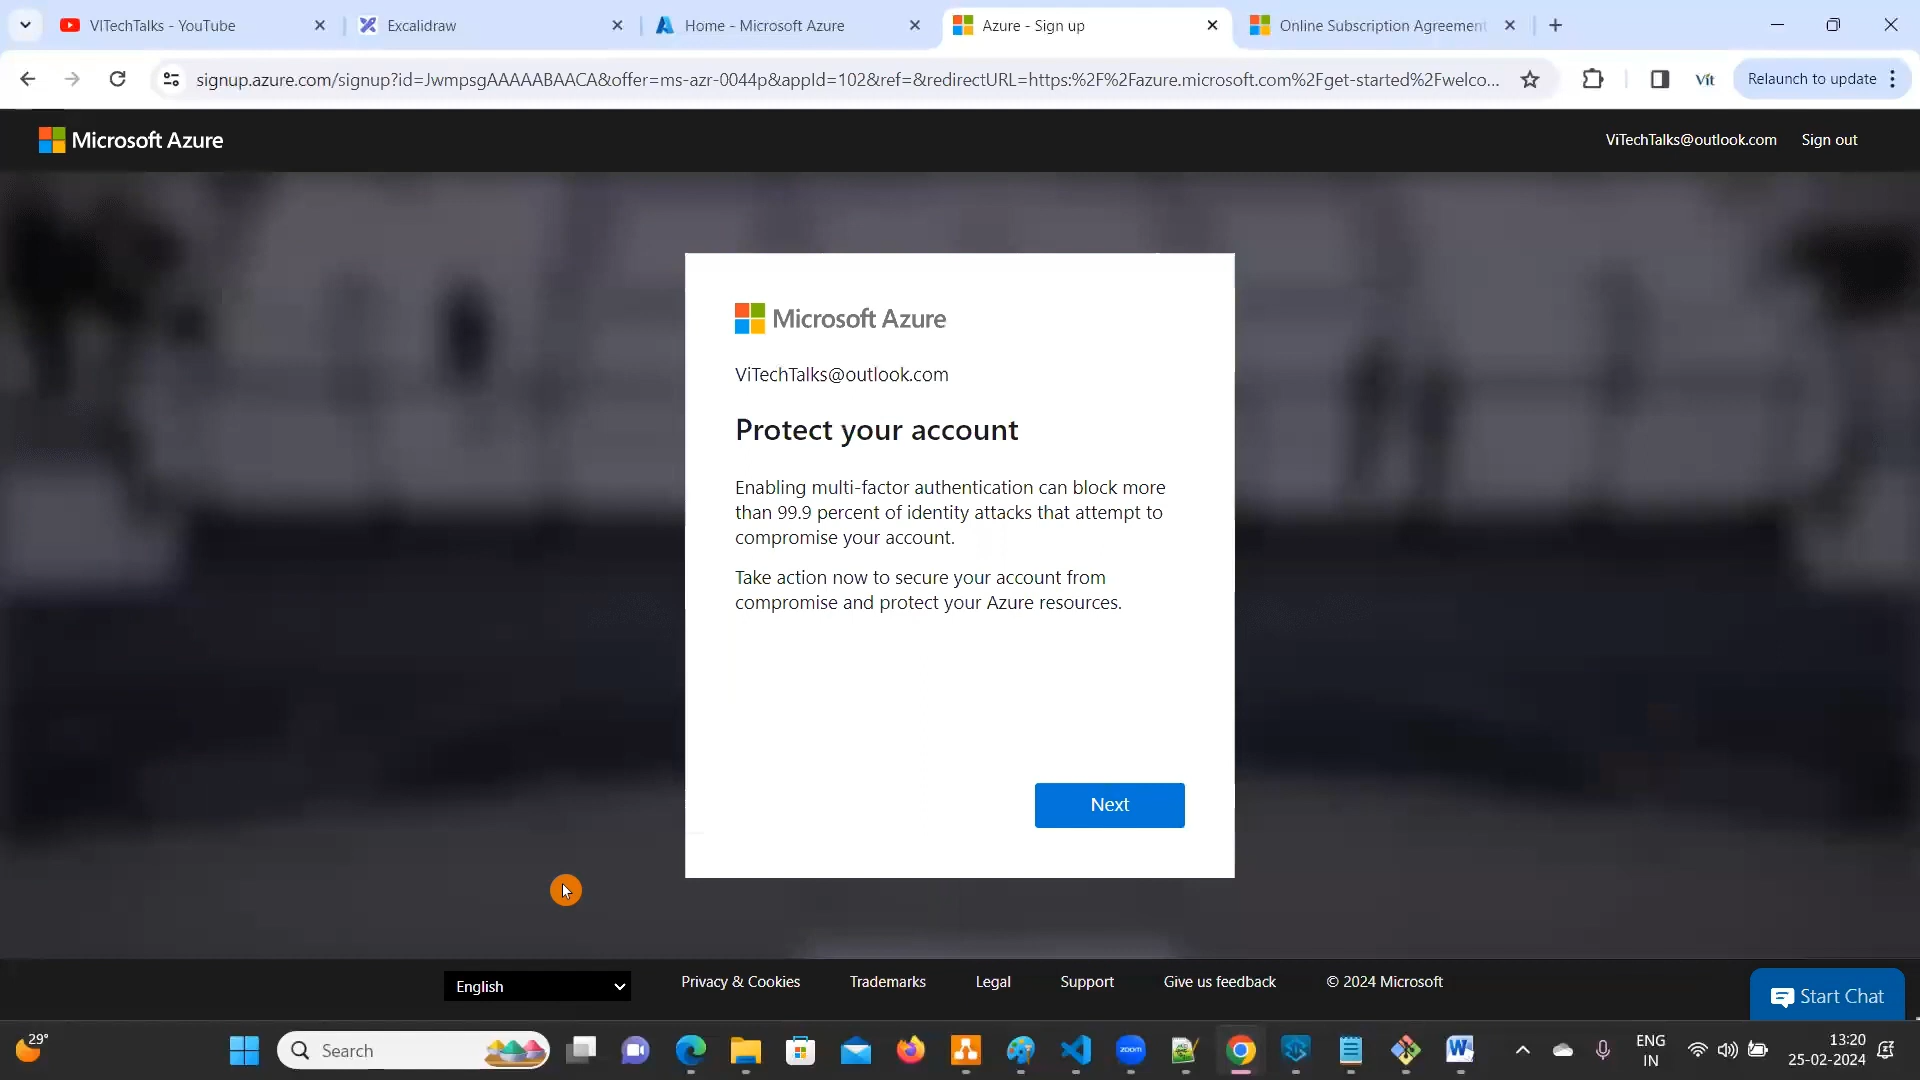 VITechTalks - YouTube
Excalidraw
Home - Microsoft Azure
Azure - Sign up
Online Subscription Agreement
signup.azure.com/signup?id=JwmpsgAAAAABAACA&offer=ms-azr-0044p&appId=102&ref=&redirectURL=https:%2F%2Fazure.microsoft.com%2Fget-started%2Fwelco...
Vit
Relaunch to update
Microsoft Azure
ViTechTalks@outlook.com
Sign out
Microsoft Azure
ViTechTalks@outlook.com
Protect your account
Enabling multi-factor authentication can block more
than 99.9 percent of identity attacks that attempt to
compromise your account.
Take action now to secure your account from
compromise and protect your Azure resources.
Next
English
Privacy & Cookies
Trademarks
Legal
Support
Give us feedback
© 2024 Microsoft
Start Chat
29°
Search
zoom
ENG
IN
13:20
25-02-2024